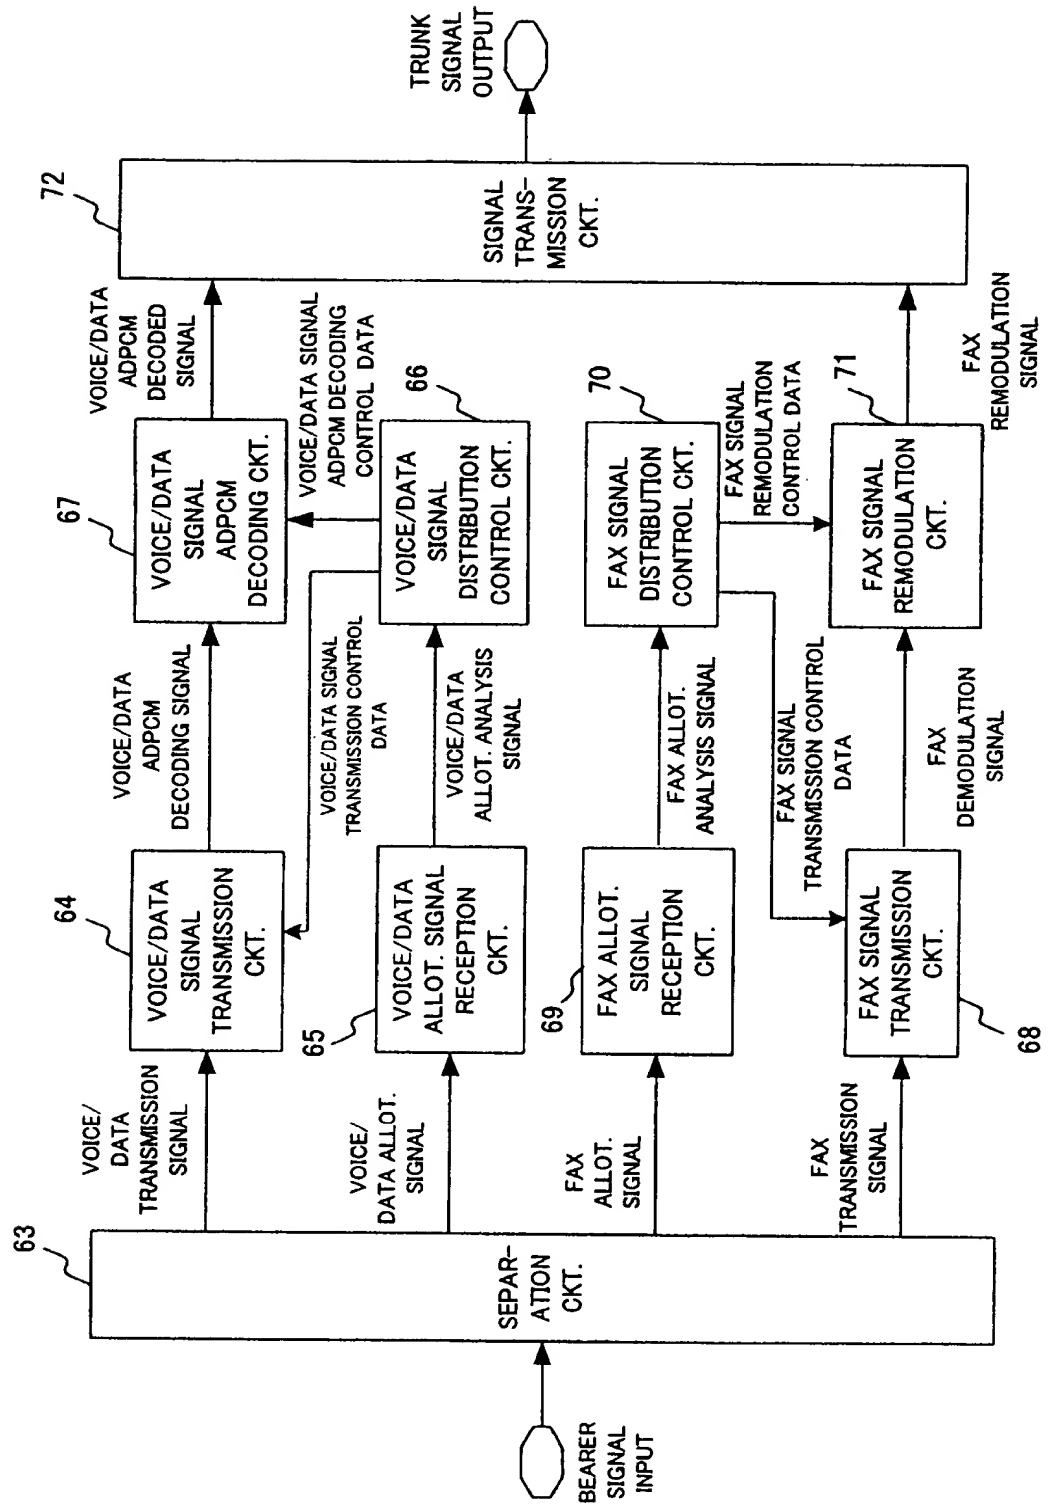 BEARER
SIGNAL
INPUT
63
SEPAR-
ATION
CKT.
VOICE/
DATA
TRANSMISSION
SIGNAL
VOICE/
DATA ALLOT.
SIGNAL
FAX
ALLOT.
SIGNAL
FAX
TRANSMISSION
SIGNAL
64
VOICE/DATA
SIGNAL
TRANSMISSION
CKT.
65
VOICE/DATA
ALLOT. SIGNAL
RECEPTION
CKT.
69
FAX ALLOT.
SIGNAL
RECEPTION
CKT.
FAX SIGNAL
TRANSMISSION
CKT.
68
VOICE/DATA
ADPCM
DECODING SIGNAL
VOICE/DATA SIGNAL
TRANSMISSION CONTROL
DATA
VOICE/DATA
ALLOT. ANALYSIS
SIGNAL
FAX ALLOT.
ANALYSIS SIGNAL
FAX SIGNAL
TRANSMISSION CONTROL
DATA
FAX
DEMODULATION
SIGNAL
67
VOICE/DATA
SIGNAL
ADPCM
DECODING CKT.
VOICE/DATA SIGNAL
ADPCM DECODING
CONTROL DATA
66
VOICE/DATA
SIGNAL
DISTRIBUTION
CONTROL CKT.
70
FAX SIGNAL
DISTRIBUTION
CONTROL CKT.
FAX SIGNAL
REMODULATION
CONTROL DATA
71
FAX SIGNAL
REMODULATION
CKT.
VOICE/DATA
ADPCM
DECODED
SIGNAL
FAX
REMODULATION
SIGNAL
72
SIGNAL
TRANS-
MISSION
CKT.
TRUNK
SIGNAL
OUTPUT